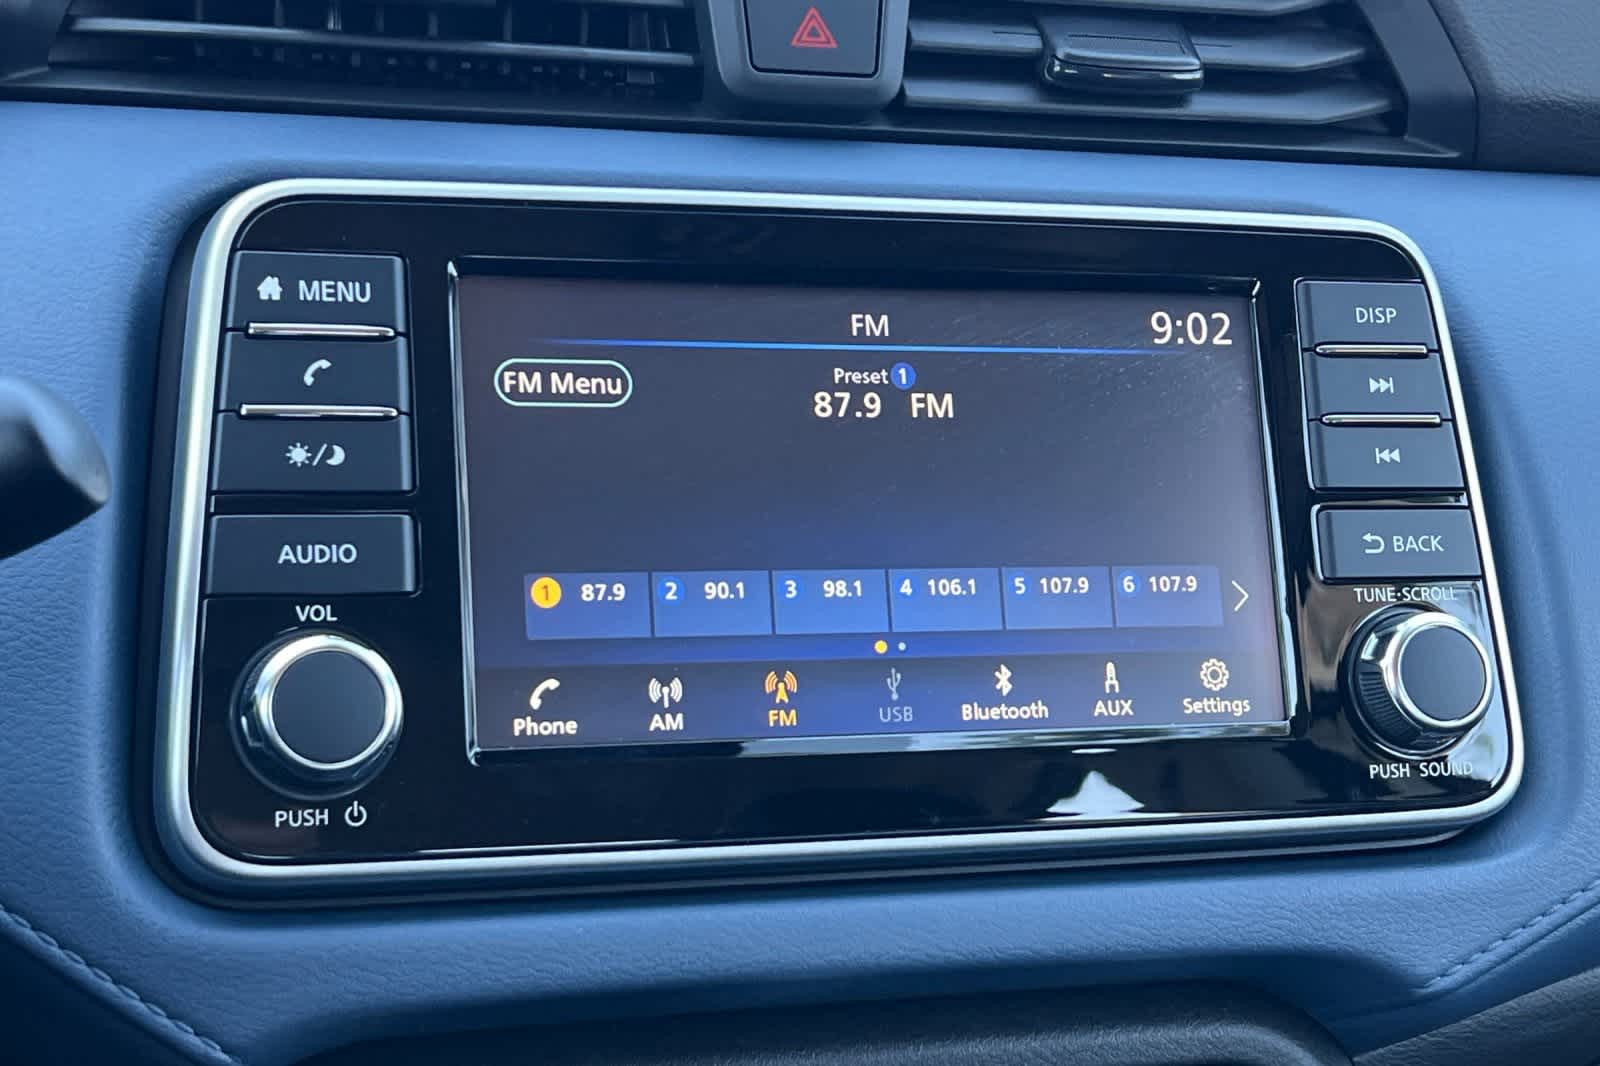 MENU
AUDIO
VOL
PUSH
FM
9:02
FM Menu
Preset 1
87.9 FM
1 87.9 2 90.1 3 98.1 4 106.1 5 107.9 6 107.9
Phone AM FM USB Bluetooth AUX Settings
DISP
BACK
TUNE·SCROLL
PUSH SOUND